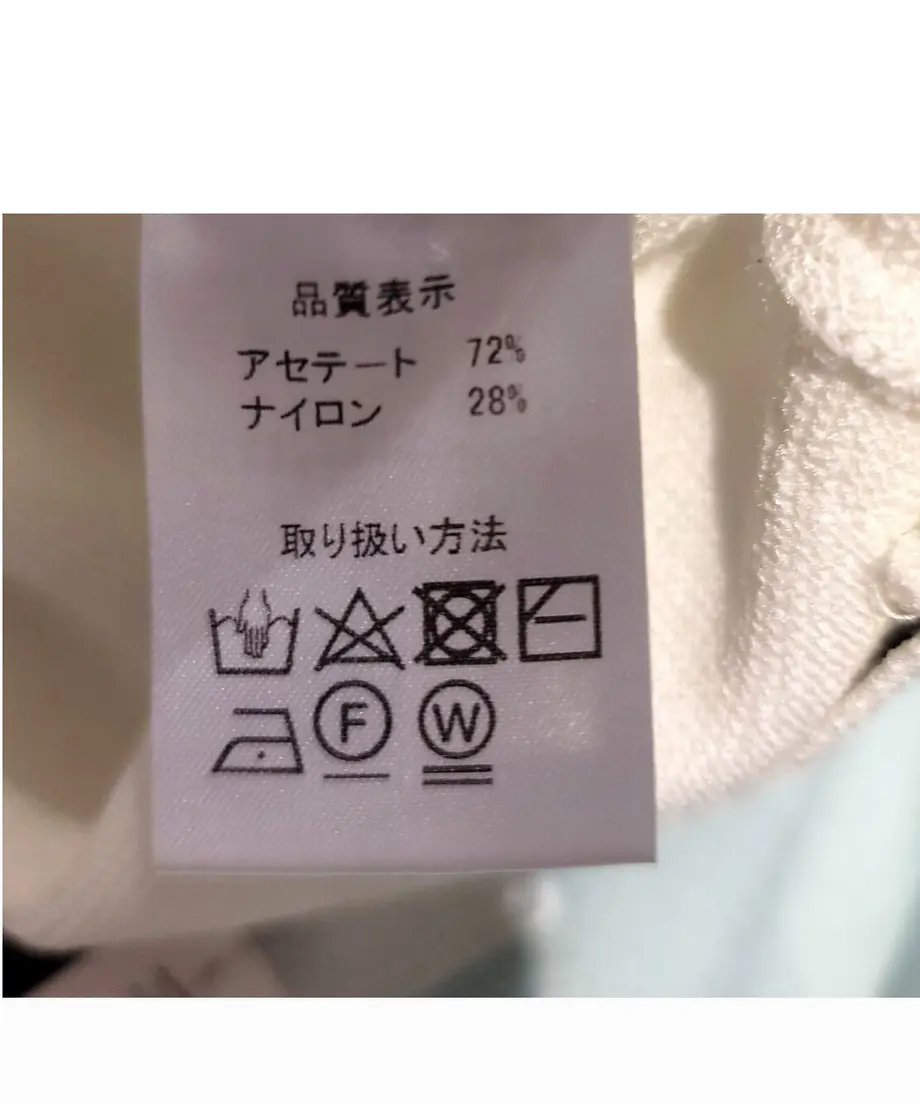 品質表示
アセテート 72%
ナイロン 28%
取り扱い方法
F W